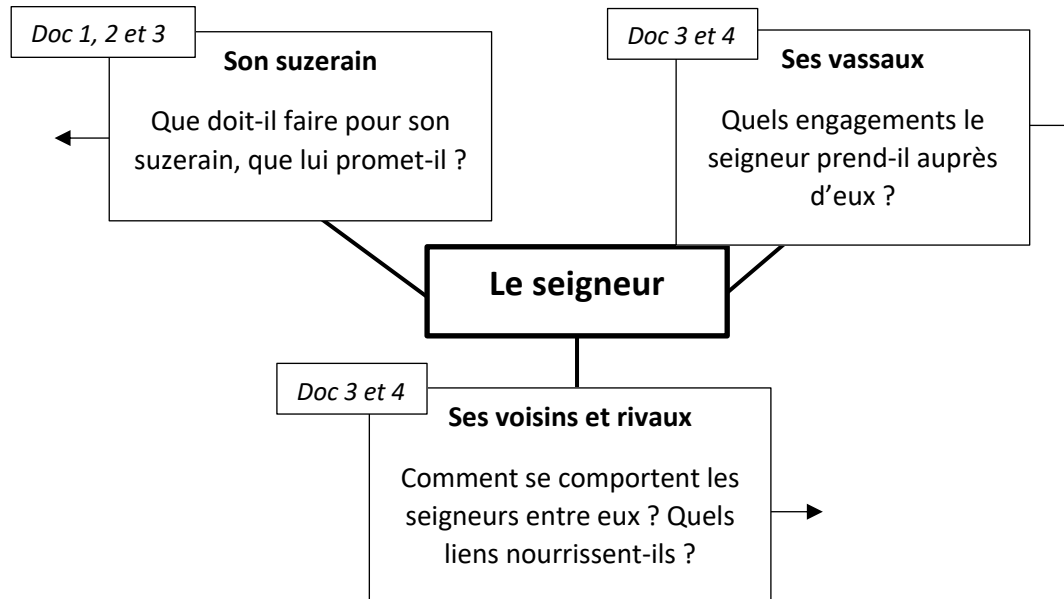 Doc 1, 2 et 3
Son suzerain
Que doit-il faire pour son
suzerain, que lui promet-il ?
Doc 3 et 4
Ses vassaux
Quels engagements le
seigneur prend-il auprès
d’eux ?
Le seigneur
Doc 3 et 4
Ses voisins et rivaux
Comment se comportent les
seigneurs entre eux ? Quels
liens nourrissent-ils ?